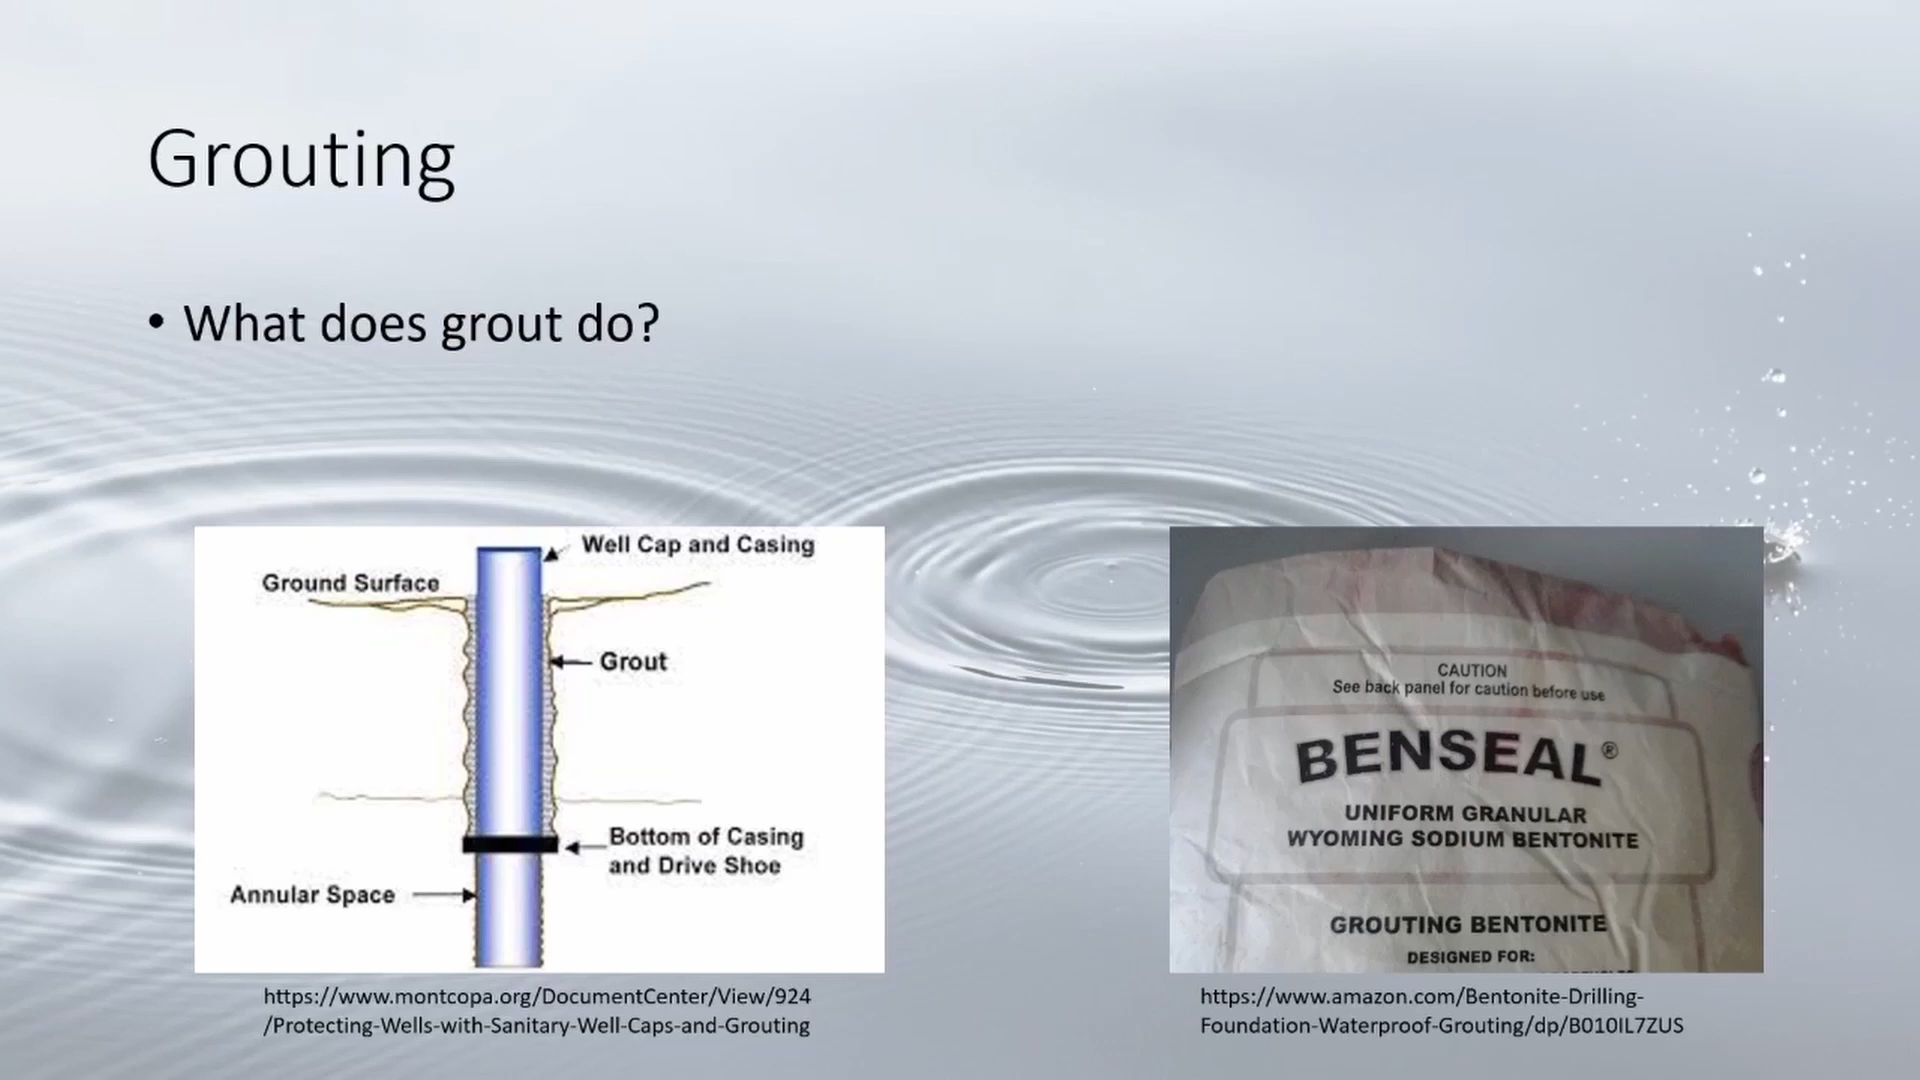 Grouting
• What does grout do?
Well Cap and Casing
Ground Surface
Grout
Bottom of Casing
and Drive Shoe
Annular Space
https://www.montcopa.org/DocumentCenter/View/924
/Protecting-Wells-with-Sanitary-Well-Caps-and-Grouting
CAUTION
See back panel for caution before use
BENSEAL®
UNIFORM GRANULAR
WYOMING SODIUM BENTONITE
GROUTING BENTONITE
DESIGNED FOR:
https://www.amazon.com/Bentonite-Drilling-
Foundation-Waterproof-Grouting/dp/B010IL7ZUS